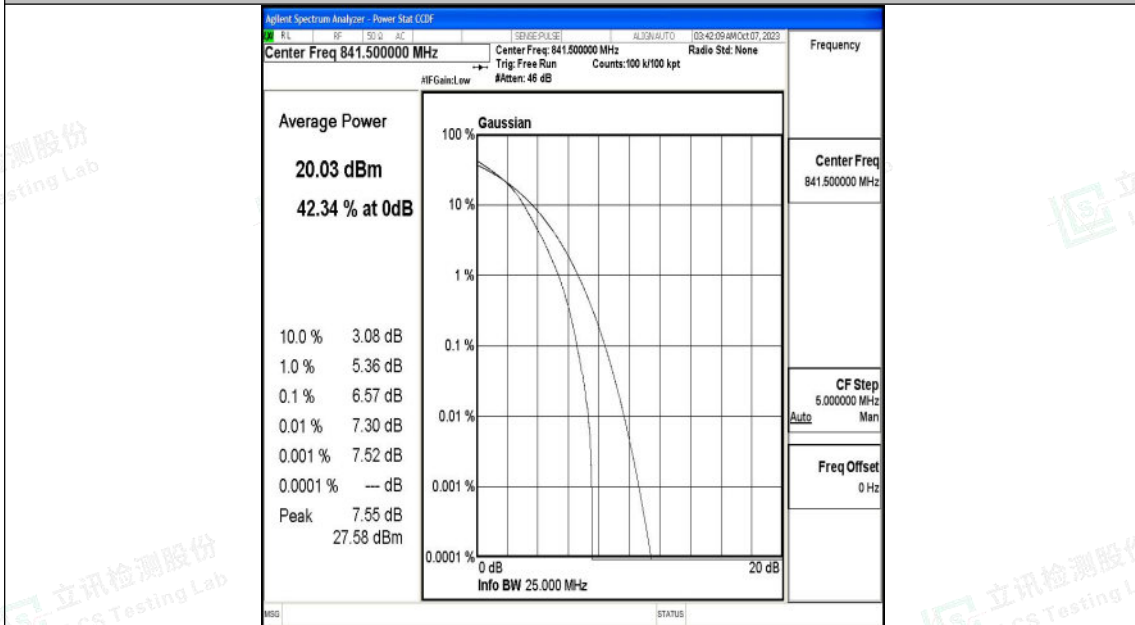 Agilent Spectrum Analyzer - Power Stat CCDF
RL RF 50 Ω AC SENSE:PULSE ALIGNAUTO 03:42:09 AM Oct 07, 2023
Center Freq 841.500000 MHz
Center Freq: 841.500000 MHz Radio Std: None
Trig: Free Run Counts:100 k/100 kpt
#IFGain:Low #Atten: 46 dB
Frequency
Average Power
20.03 dBm
42.34 % at 0dB
10.0 % 3.08 dB
1.0 % 5.36 dB
0.1 % 6.57 dB
0.01 % 7.30 dB
0.001 % 7.52 dB
0.0001 % --- dB
Peak 7.55 dB
27.58 dBm
Gaussian
100 %
10 %
1 %
0.1 %
0.01 %
0.001 %
0.0001 %
0 dB 20 dB
Info BW 25.000 MHz
Center Freq
841.500000 MHz
CF Step
5.000000 MHz
Auto Man
Freq Offset
0 Hz
MSG STATUS
立讯检测股份
CS Testing Lab